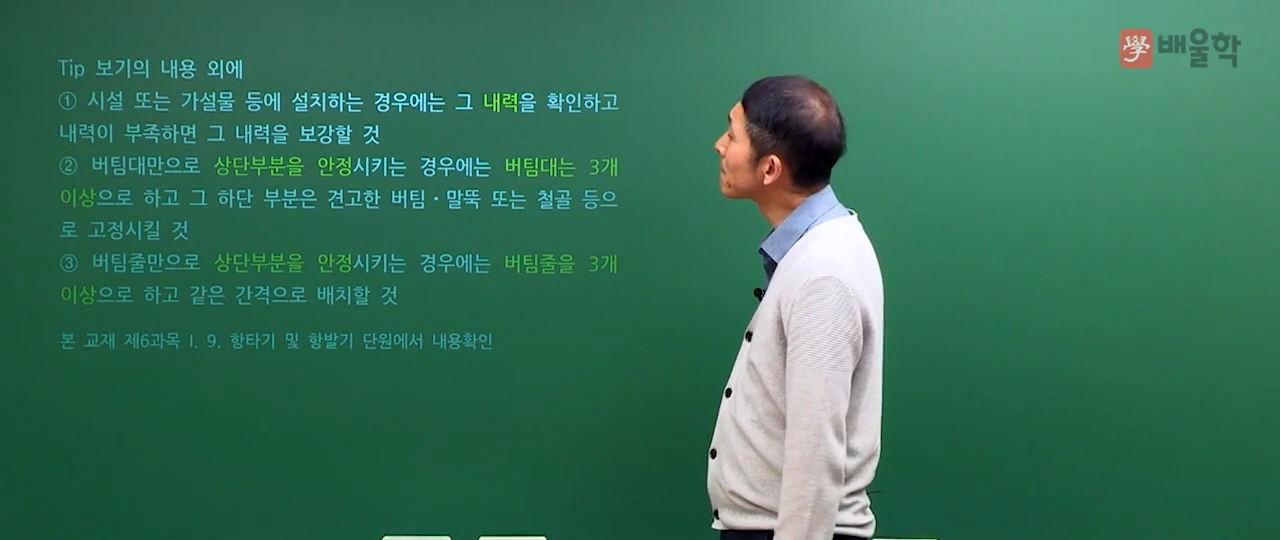 學 배울학
Tip 보기의 내용 외에
① 시설 또는 가설물 등에 설치하는 경우에는 그 내력을 확인하고
내력이 부족하면 그 내력을 보강할 것
② 버팀대만으로 상단부분을 안정시키는 경우에는 버팀대는 3개
이상으로 하고 그 하단 부분은 견고한 버팀·말뚝 또는 철골 등으
로 고정시킬 것
③ 버팀줄만으로 상단부분을 안정시키는 경우에는 버팀줄을 3개
이상으로 하고 같은 간격으로 배치할 것
본 교재 제6과목 I. 9. 항타기 및 항발기 단원에서 내용확인